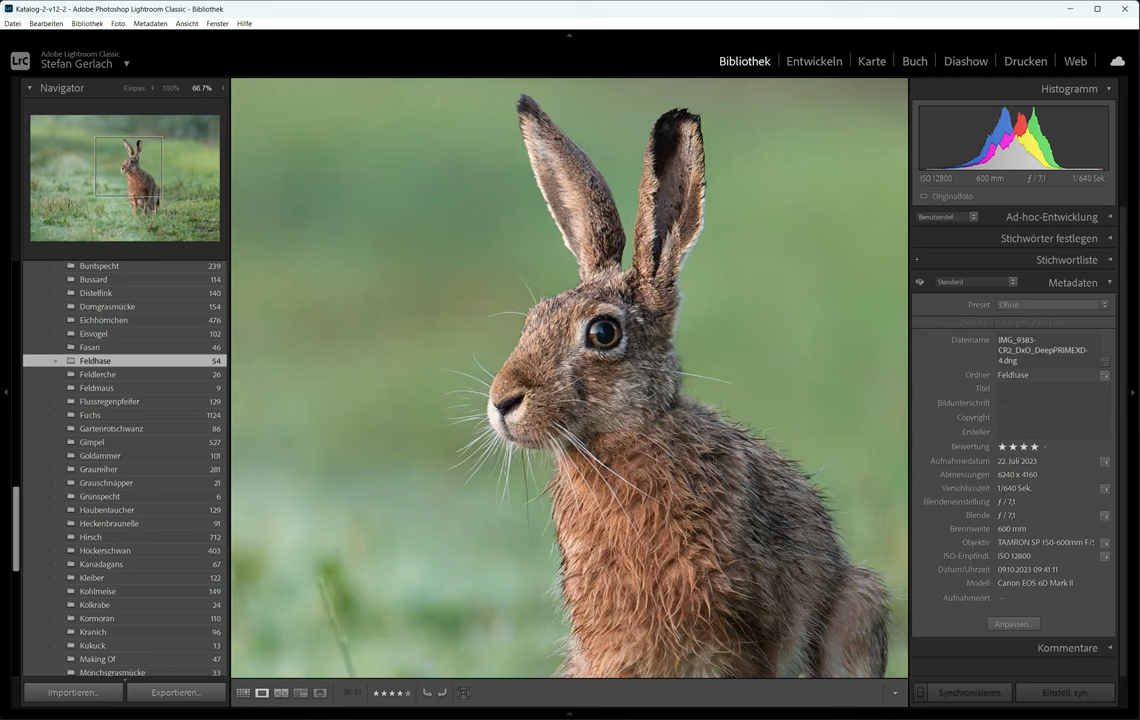 Katalog-2-v12-2 - Adobe Photoshop Lightroom Classic - Bibliothek
Datei Bearbeiten Bibliothek Foto Metadaten Ansicht Fenster Hilfe
LrC
Adobe Lightroom Classic
Stefan Gerlach
Bibliothek | Entwickeln | Karte | Buch | Diashow | Drucken | Web
Navigator Einpas 100% 66.7%
Buntspecht 239
Bussard 114
Distelfink 140
Dorngrasmücke 154
Eichhörnchen 476
Eisvogel 102
Fasan 46
Feldhase 54
Feldlerche 26
Feldmaus 9
Flussregenpfeifer 129
Fuchs 1124
Gartenrotschwanz 86
Gimpel 527
Goldammer 101
Graureiher 281
Grauschnäpper 21
Grünspecht 6
Haubentaucher 129
Heckenbraunelle 91
Hirsch 712
Höckerschwan 403
Kanadagans 67
Kleiber 122
Kohlmeise 149
Kolkrabe 24
Kormoran 110
Kranich 96
Kukuck 13
Making Of 47
Mönchsgrasmücke 33
Importieren... Exportieren...
Histogramm
ISO 12800 600 mm ƒ / 7,1 1/640 Sek.
Originalfoto
Benutzerdef Ad-hoc-Entwicklung
Stichwörter festlegen
+ Stichwortliste
Standard Metadaten
Preset Ohne
Zielfoto Ausgewählte Fotos
Dateiname IMG_9383-
CR2_DxO_DeepPRIMEXD-
4.dng
Ordner Feldhase
Titel
Bildunterschrift
Copyright
Ersteller
Bewertung ★ ★ ★ ★
Aufnahmedatum 22. Juli 2023
Abmessungen 6240 x 4160
Verschlusszeit 1/640 Sek.
Blendeneinstellung ƒ / 7,1
Blende ƒ / 7,1
Brennweite 600 mm
Objektiv TAMRON SP 150-600mm F/5
ISO-Empfindl. ISO 12800
Datum/Uhrzeit 09.10.2023 09:41:11
Modell Canon EOS 6D Mark II
Aufnahmeort
Anpassen...
Kommentare
Synchronisieren Einstell. syn